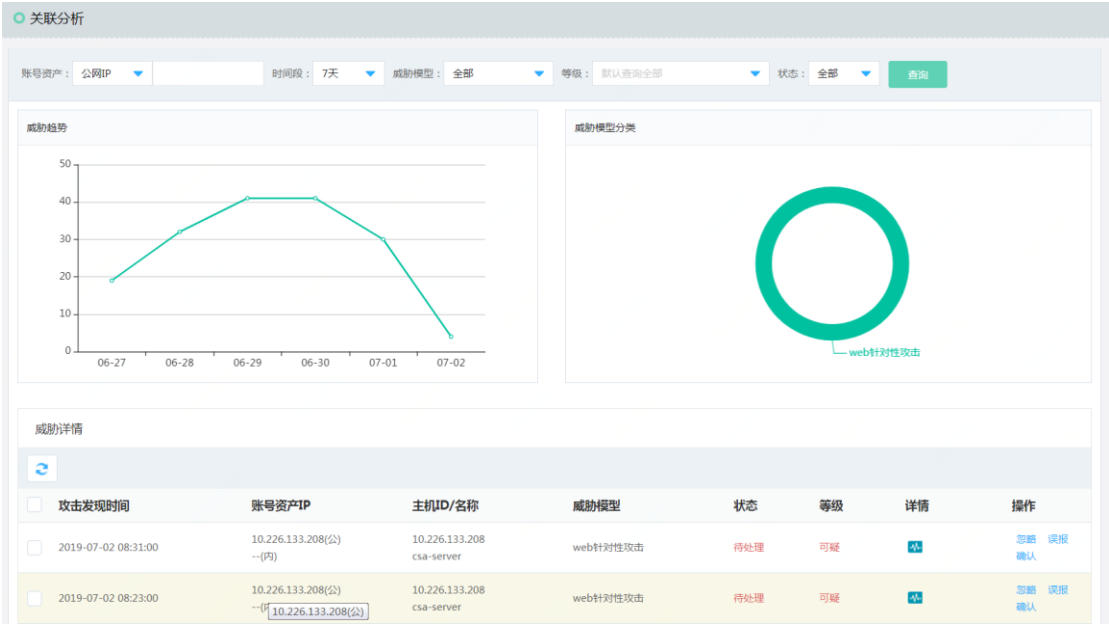 关联分析
账号资产： 公网IP 时间段： 7天 威胁模型： 全部 等级： 默认查询全部 状态： 全部 查询
威胁趋势
50
40
30
20
10
0
06-27 06-28 06-29 06-30 07-01 07-02
威胁模型分类
web针对性攻击
威胁详情
攻击发现时间 账号资产IP 主机ID/名称 威胁模型 状态 等级 详情 操作
2019-07-02 08:31:00 10.226.133.208(公) 10.226.133.208 web针对性攻击 待处理 可疑 忽略 误报
--(内) csa-server 确认
2019-07-02 08:23:00 10.226.133.208(公) 10.226.133.208 web针对性攻击 待处理 可疑 忽略 误报
--( 10.226.133.208(公) csa-server 确认